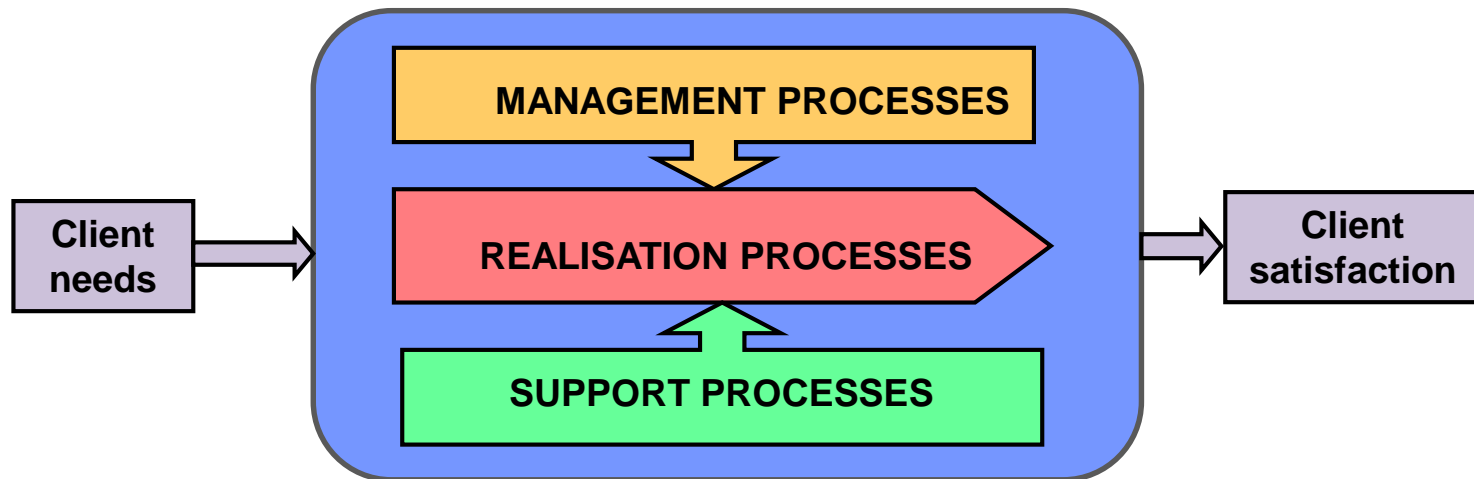 MANAGEMENT PROCESSES
Client
needs
REALISATION PROCESSES
Client
satisfaction
SUPPORT PROCESSES